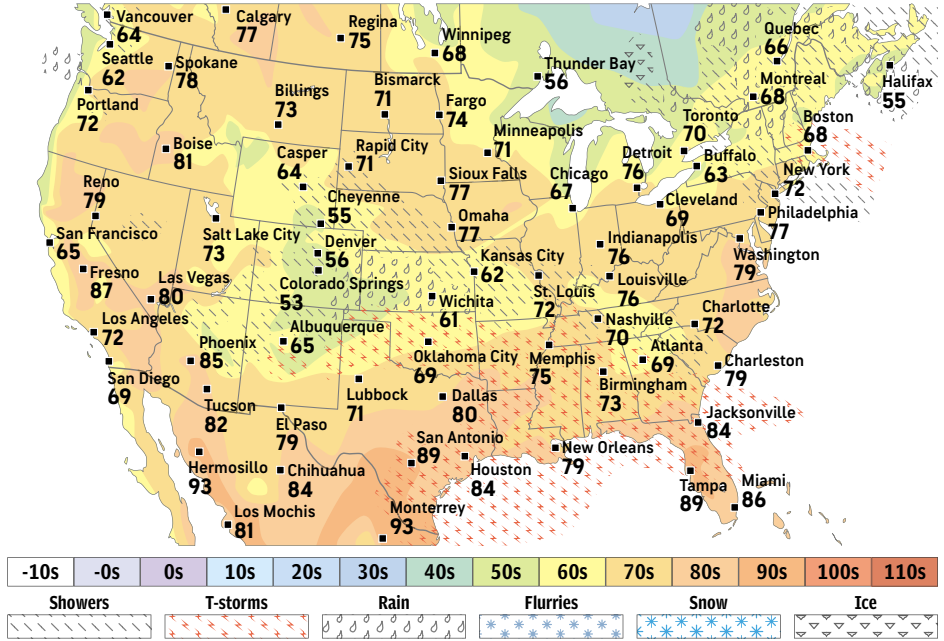 Vancouver
64
Calgary
77
Regina
75
Winnipeg
68
Quebec
66
Seattle
62
Spokane
78
Thunder Bay
56
Halifax
55
Portland
72
Billings
73
Bismarck
71
Fargo
74
Montreal
68
Boise
81
Minneapolis
71
Toronto
70
Boston
68
Casper
64
Rapid City
71
Sioux Falls
77
Chicago
67
Detroit
76
Buffalo
63
New York
72
Reno
79
Cheyenne
55
Omaha
77
Cleveland
69
Philadelphia
77
San Francisco
65
Salt Lake City
73
Denver
56
Kansas City
62
Indianapolis
76
Washington
79
Fresno
87
Las Vegas
80
Colorado Springs
53
Wichita
61
St. Louis
72
Louisville
76
Los Angeles
72
Phoenix
85
Albuquerque
65
Oklahoma City
69
Memphis
75
Nashville
70
Charlotte
72
Atlanta
69
San Diego
69
Tucson
82
El Paso
79
Lubbock
71
Dallas
80
Birmingham
73
Charleston
79
Jacksonville
84
Hermosillo
93
Chihuahua
84
San Antonio
89
Houston
84
New Orleans
79
Tampa
89
Miami
86
Los Mochis
81
Monterrey
93
-10s -0s 0s 10s 20s 30s 40s 50s 60s 70s 80s 90s 100s 110s
Showers T-storms Rain Flurries Snow Ice